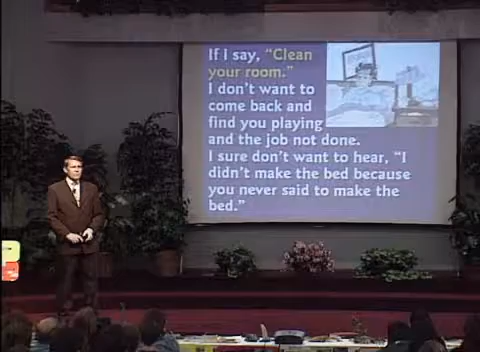 If I say, “Clean
your room.”
I don’t want to
come back and
find you playing
and the job not done.
I sure don’t want to hear, “I
didn’t make the bed because
you never said to make the
bed.”